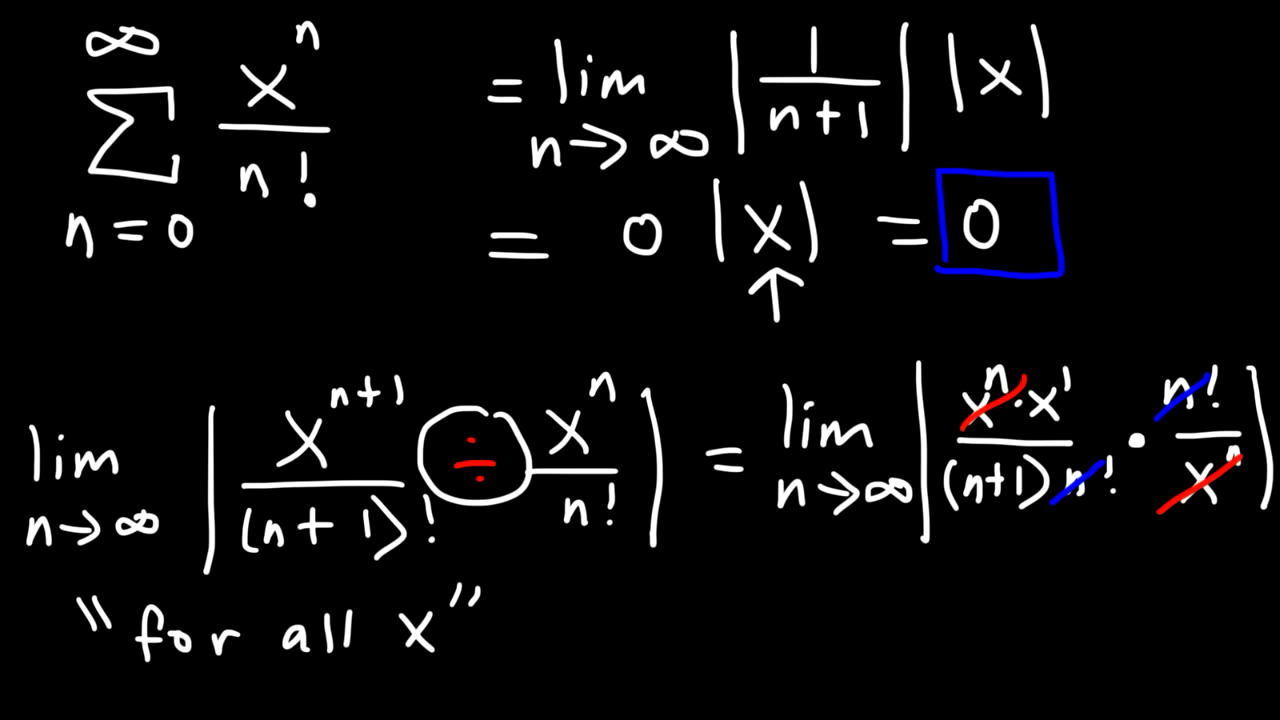 ∞
∑ xⁿ / n!
n = 0
= lim n→∞ | 1 / (n+1) | |x|
= 0 |x| = 0
↑
lim n→∞ | xⁿ⁺¹ / (n+1)! ÷ xⁿ / n! | = lim n→∞ | xⁿ · x¹ / (n+1) n! · n! / xⁿ |
"for all x"